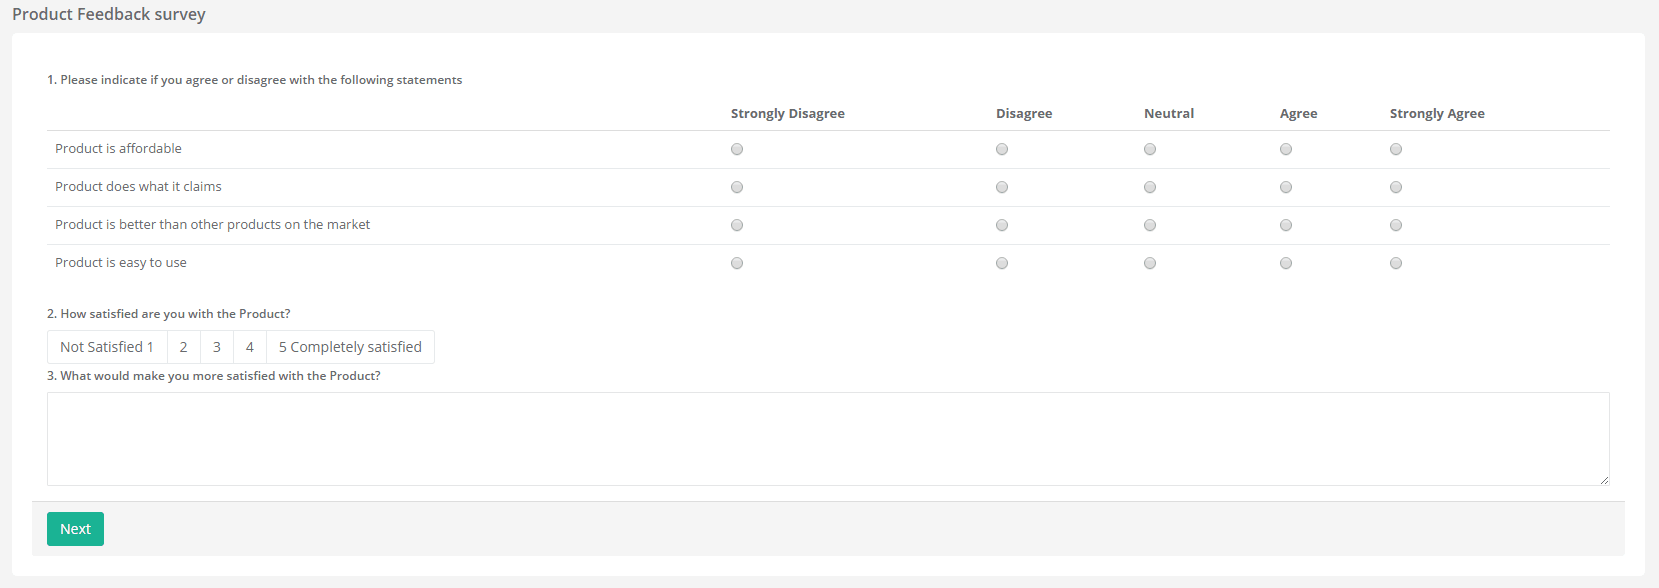 Product Feedback survey
1. Please indicate if you agree or disagree with the following statements
Strongly Disagree Disagree Neutral Agree Strongly Agree
Product is affordable
Product does what it claims
Product is better than other products on the market
Product is easy to use
2. How satisfied are you with the Product?
Not Satisfied 1 2 3 4 5 Completely satisfied
3. What would make you more satisfied with the Product?
Next